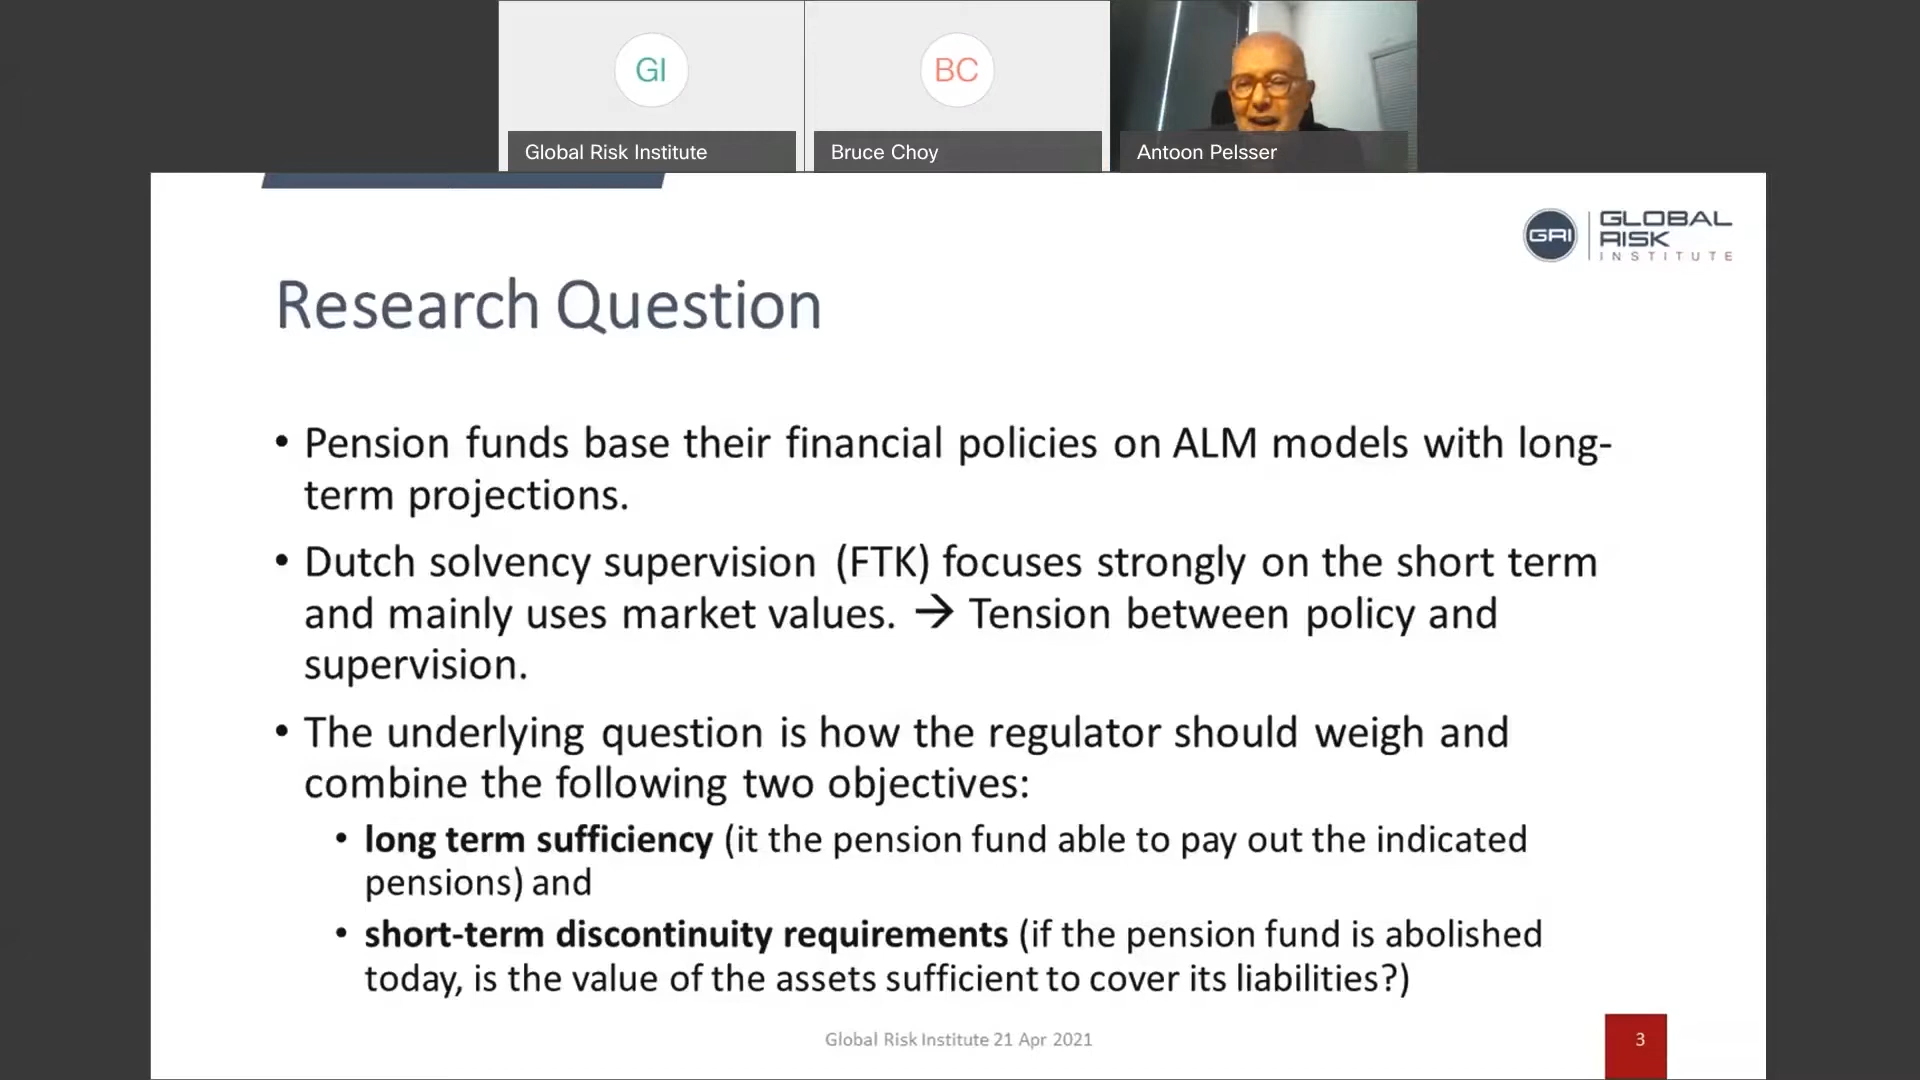 GI
BC
Global Risk Institute
Bruce Choy
Antoon Pelsser
GRI
GLOBAL
RISK
INSTITUTE
Research Question
• Pension funds base their financial policies on ALM models with long-
term projections.
• Dutch solvency supervision (FTK) focuses strongly on the short term
and mainly uses market values. → Tension between policy and
supervision.
• The underlying question is how the regulator should weigh and
combine the following two objectives:
• long term sufficiency (it the pension fund able to pay out the indicated
pensions) and
• short-term discontinuity requirements (if the pension fund is abolished
today, is the value of the assets sufficient to cover its liabilities?)
Global Risk Institute 21 Apr 2021
3